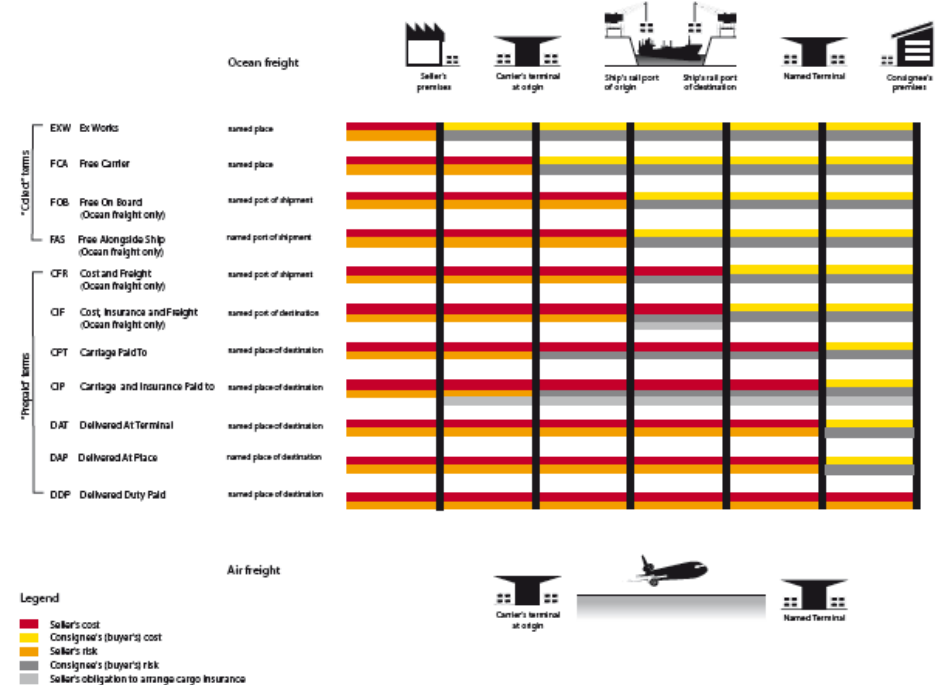 Ocean freight
Seller's
premises
Carrier's terminal
at origin
Ship's rail port
of origin
Ship's rail port
of destination
Named Terminal
Consignee's
premises
"Collect" terms
EXW Ex Works named place
FCA Free Carrier named place
FOB Free On Board named port of shipment
(Ocean freight only)
FAS Free Alongside Ship named port of shipment
(Ocean freight only)
"Prepaid" terms
CFR Cost and Freight named port of shipment
(Ocean freight only)
CIF Cost, Insurance and Freight named port of destination
(Ocean freight only)
CPT Carriage Paid To named place of destination
CIP Carriage and Insurance Paid to named place of destination
DAT Delivered At Terminal named place of destination
DAP Delivered At Place named place of destination
DDP Delivered Duty Paid named place of destination
Air freight
Carrier's terminal
at origin
Named Terminal
Legend
Seller's cost
Consignee's (buyer's) cost
Seller's risk
Consignee's (buyer's) risk
Seller's obligation to arrange cargo insurance